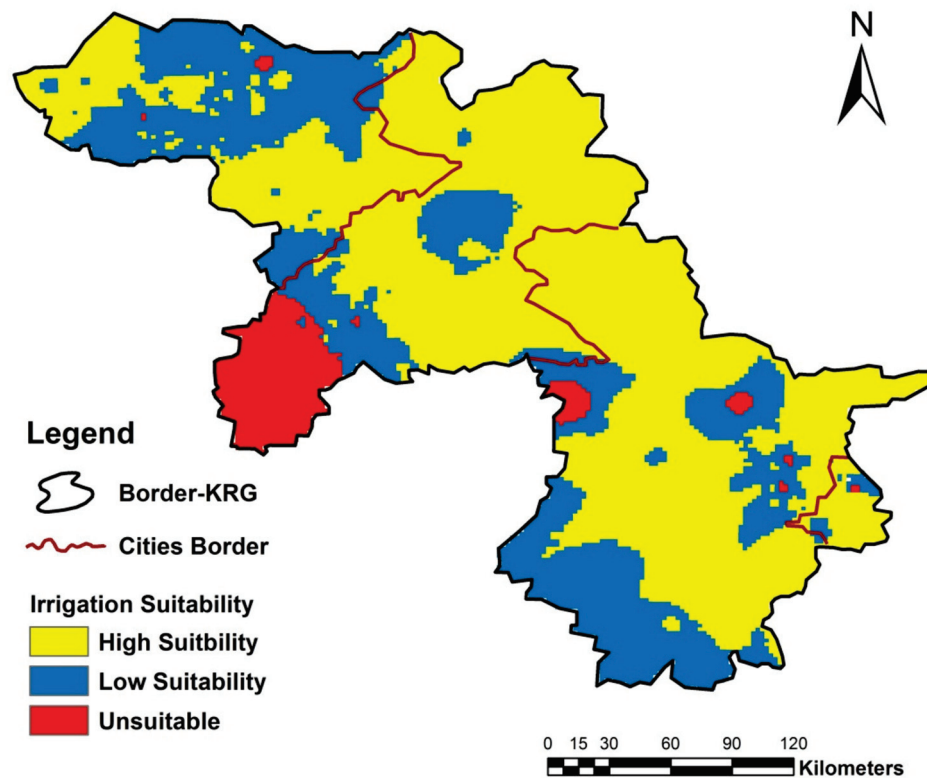 N
Legend
Border-KRG
Cities Border
Irrigation Suitability
High Suitbility
Low Suitability
Unsuitable
0 15 30 60 90 120
Kilometers